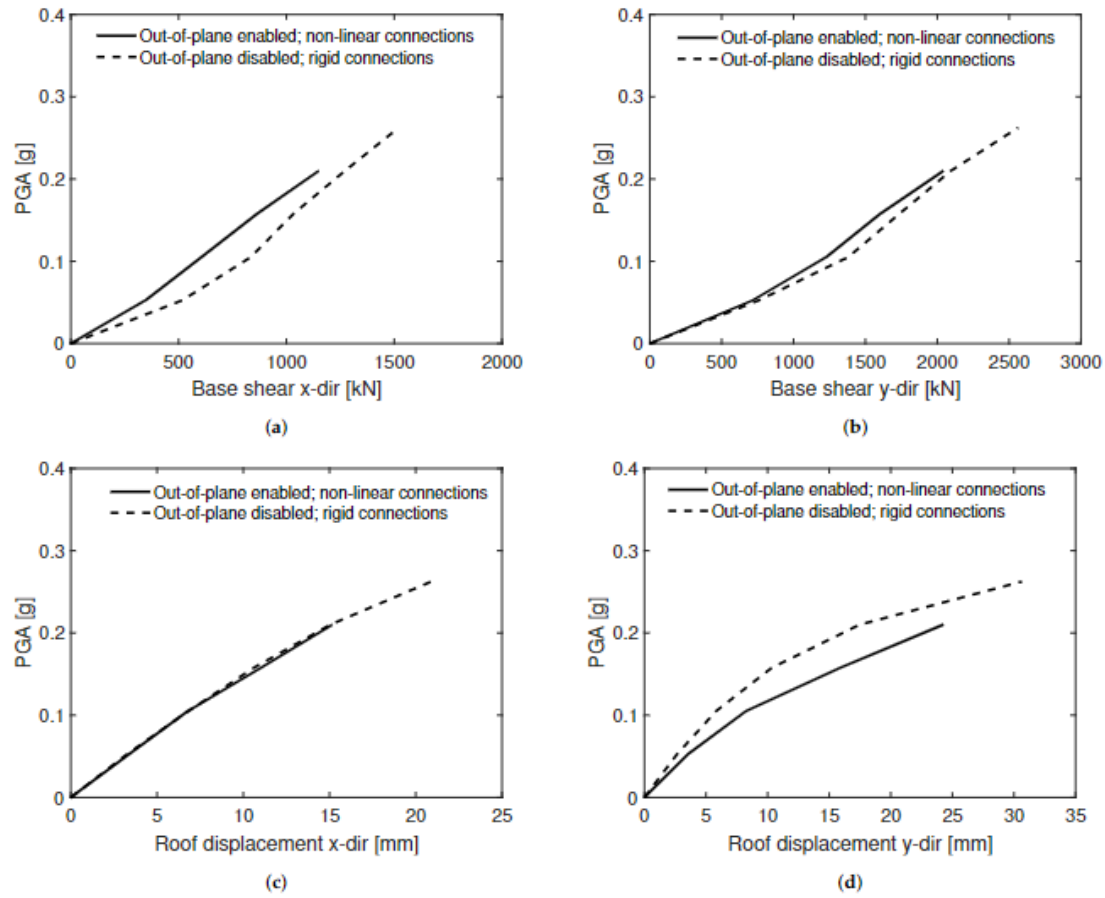 0.4
Out-of-plane enabled; non-linear connections
Out-of-plane disabled; rigid connections
0.3
PGA [g]
0.2
0.1
0
0 500 1000 1500 2000
Base shear x-dir [kN]
(a)
0.4
Out-of-plane enabled; non-linear connections
Out-of-plane disabled; rigid connections
0.3
PGA [g]
0.2
0.1
0
0 500 1000 1500 2000 2500 3000
Base shear y-dir [kN]
(b)
0.4
Out-of-plane enabled; non-linear connections
Out-of-plane disabled; rigid connections
0.3
PGA [g]
0.2
0.1
0
0 5 10 15 20 25
Roof displacement x-dir [mm]
(c)
0.4
Out-of-plane enabled; non-linear connections
Out-of-plane disabled; rigid connections
0.3
PGA [g]
0.2
0.1
0
0 5 10 15 20 25 30 35
Roof displacement y-dir [mm]
(d)